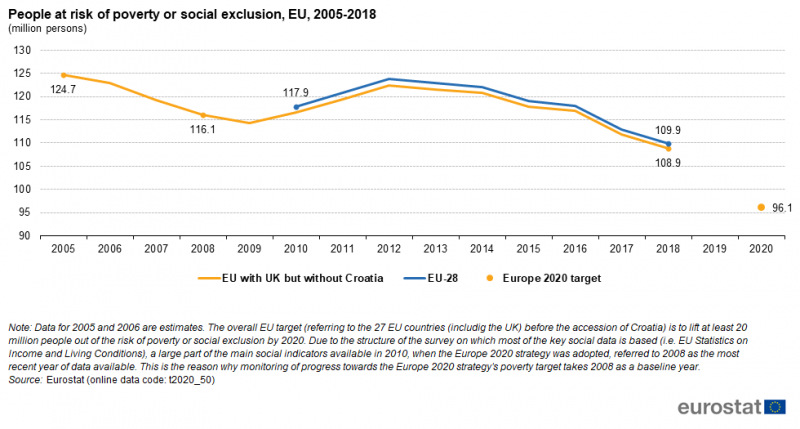 People at risk of poverty or social exclusion, EU, 2005-2018
(million persons)
130
125
120
115
110
105
100
95
90
124.7
116.1
117.9
109.9
108.9
96.1
2005 2006 2007 2008 2009 2010 2011 2012 2013 2014 2015 2016 2017 2018 2019 2020
EU with UK but without Croatia EU-28 Europe 2020 target
Note: Data for 2005 and 2006 are estimates. The overall EU target (referring to the 27 EU countries (includig the UK) before the accession of Croatia) is to lift at least 20
million people out of the risk of poverty or social exclusion by 2020. Due to the structure of the survey on which most of the key social data is based (i.e. EU Statistics on
Income and Living Conditions), a large part of the main social indicators available in 2010, when the Europe 2020 strategy was adopted, referred to 2008 as the most
recent year of data available. This is the reason why monitoring of progress towards the Europe 2020 strategy's poverty target takes 2008 as a baseline year.
Source: Eurostat (online data code: t2020_50)
eurostat